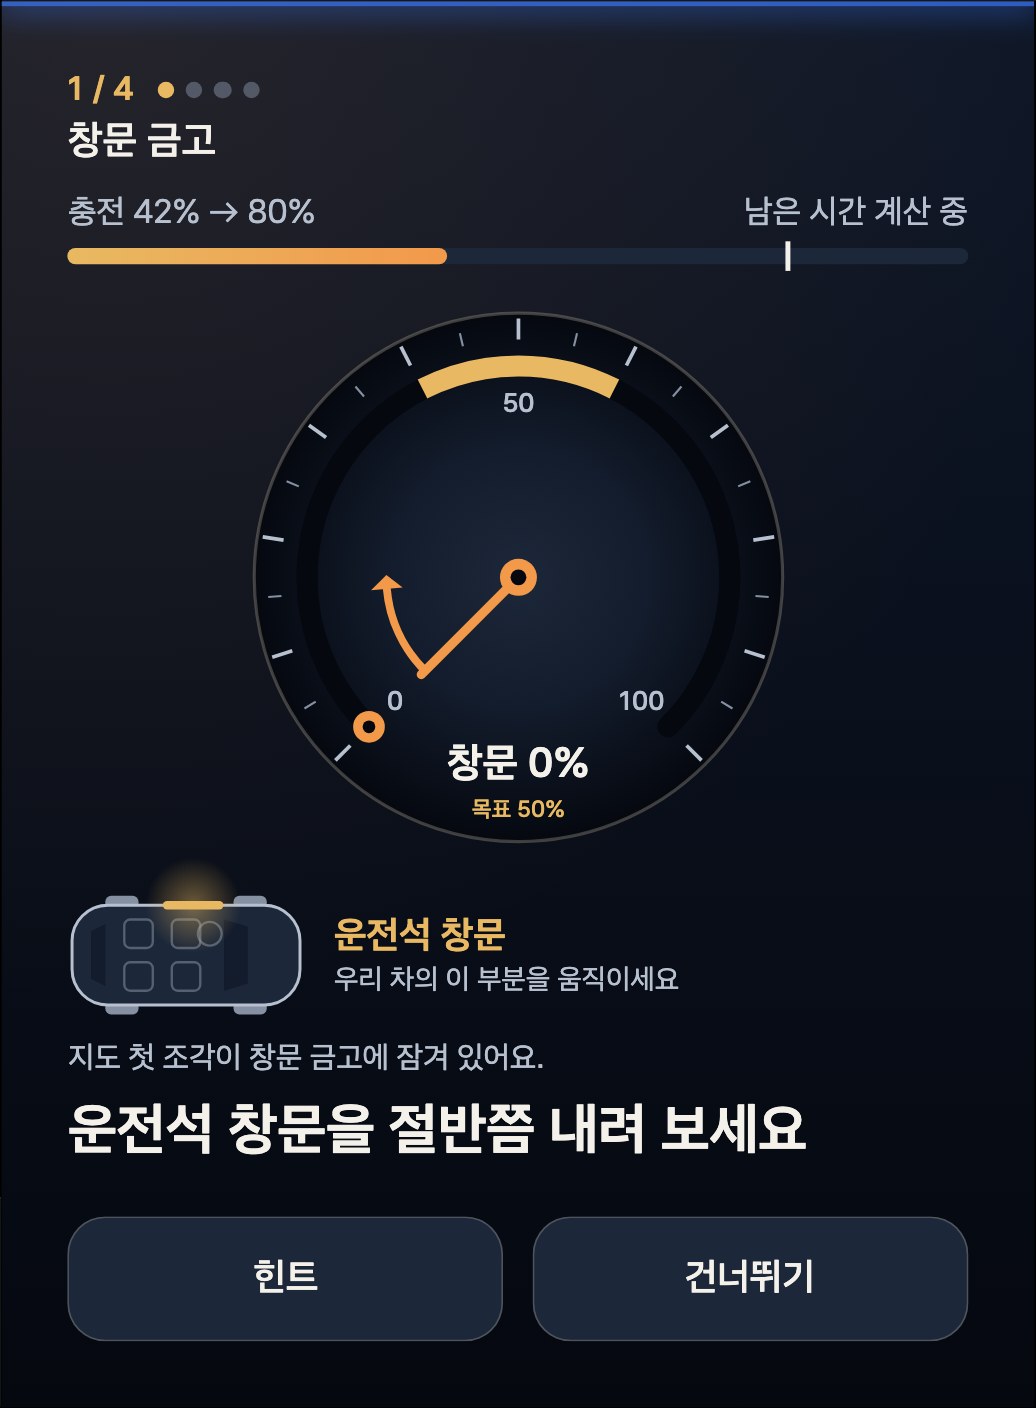 1 / 4
창문 금고
충전 42% → 80%
남은 시간 계산 중
50
0
100
창문 0%
목표 50%
운전석 창문
우리 차의 이 부분을 움직이세요
지도 첫 조각이 창문 금고에 잠겨 있어요.
운전석 창문을 절반쯤 내려 보세요
힌트
건너뛰기